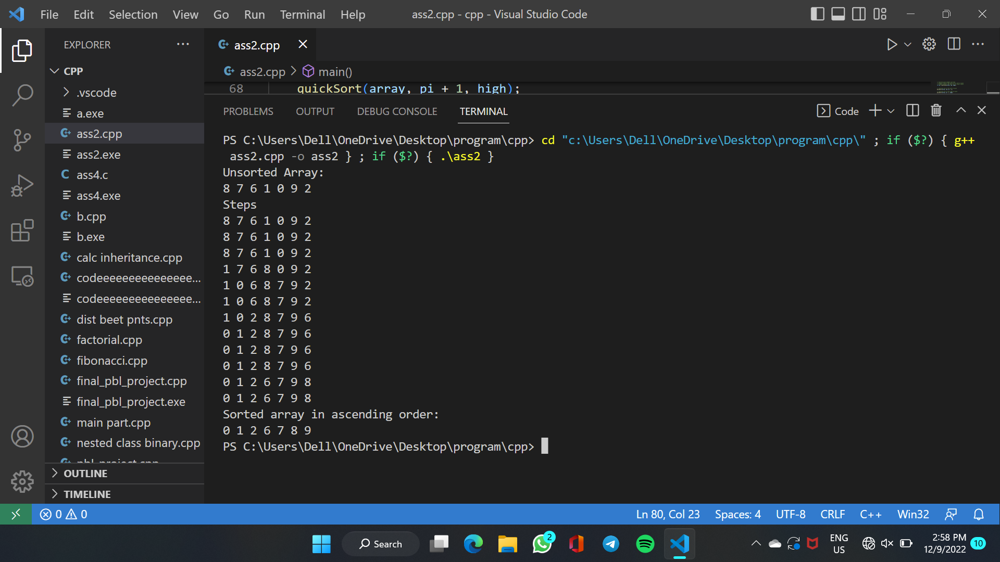 File Edit Selection View Go Run Terminal Help ass2.cpp - cpp - Visual Studio Code
EXPLORER
CPP
.vscode
a.exe
ass2.cpp
ass2.exe
ass4.c
ass4.exe
b.cpp
b.exe
calc inheritance.cpp
codeeeeeeeeeeeeeeee...
codeeeeeeeeeeeeeeee...
dist beet pnts.cpp
factorial.cpp
fibonacci.cpp
final_pbl_project.cpp
final_pbl_project.exe
main part.cpp
nested class binary.cpp
pbl_project.cpp
OUTLINE
TIMELINE
ass2.cpp
ass2.cpp > main()
68 quickSort(array, pi + 1, high);
PROBLEMS OUTPUT DEBUG CONSOLE TERMINAL Code
PS C:\Users\Dell\OneDrive\Desktop\program\cpp> cd "c:\Users\Dell\OneDrive\Desktop\program\cpp\" ; if ($?) { g++
ass2.cpp -o ass2 } ; if ($?) { .\ass2 }
Unsorted Array:
8 7 6 1 0 9 2
Steps
8 7 6 1 0 9 2
8 7 6 1 0 9 2
8 7 6 1 0 9 2
1 7 6 8 0 9 2
1 0 6 8 7 9 2
1 0 6 8 7 9 2
1 0 2 8 7 9 6
0 1 2 8 7 9 6
0 1 2 8 7 9 6
0 1 2 8 7 9 6
0 1 2 6 7 9 8
0 1 2 6 7 9 8
Sorted array in ascending order:
0 1 2 6 7 8 9
PS C:\Users\Dell\OneDrive\Desktop\program\cpp>
0 0 Ln 80, Col 23 Spaces: 4 UTF-8 CRLF C++ Win32
Search 2 ENG 2:58 PM 10
US 12/9/2022